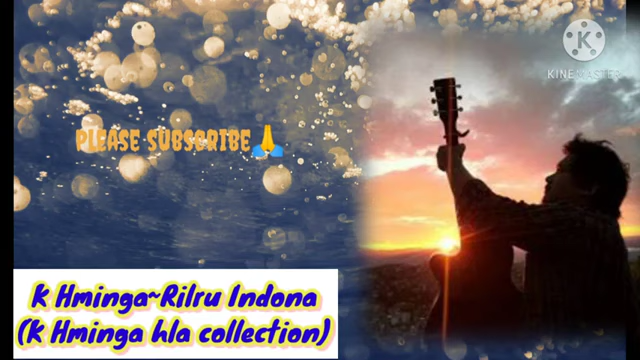 K
KINEMASTER
PLEASE SUBSCRIBE🙏
K Hminga~Rilru Indona
(K Hminga hla collection)